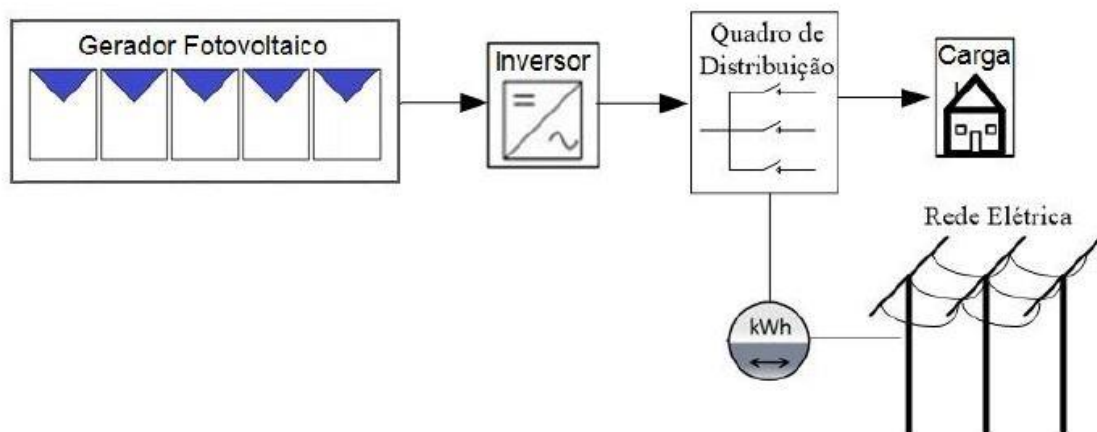 Gerador Fotovoltaico
Inversor
Quadro de
Distribuição
Carga
Rede Elétrica
kWh